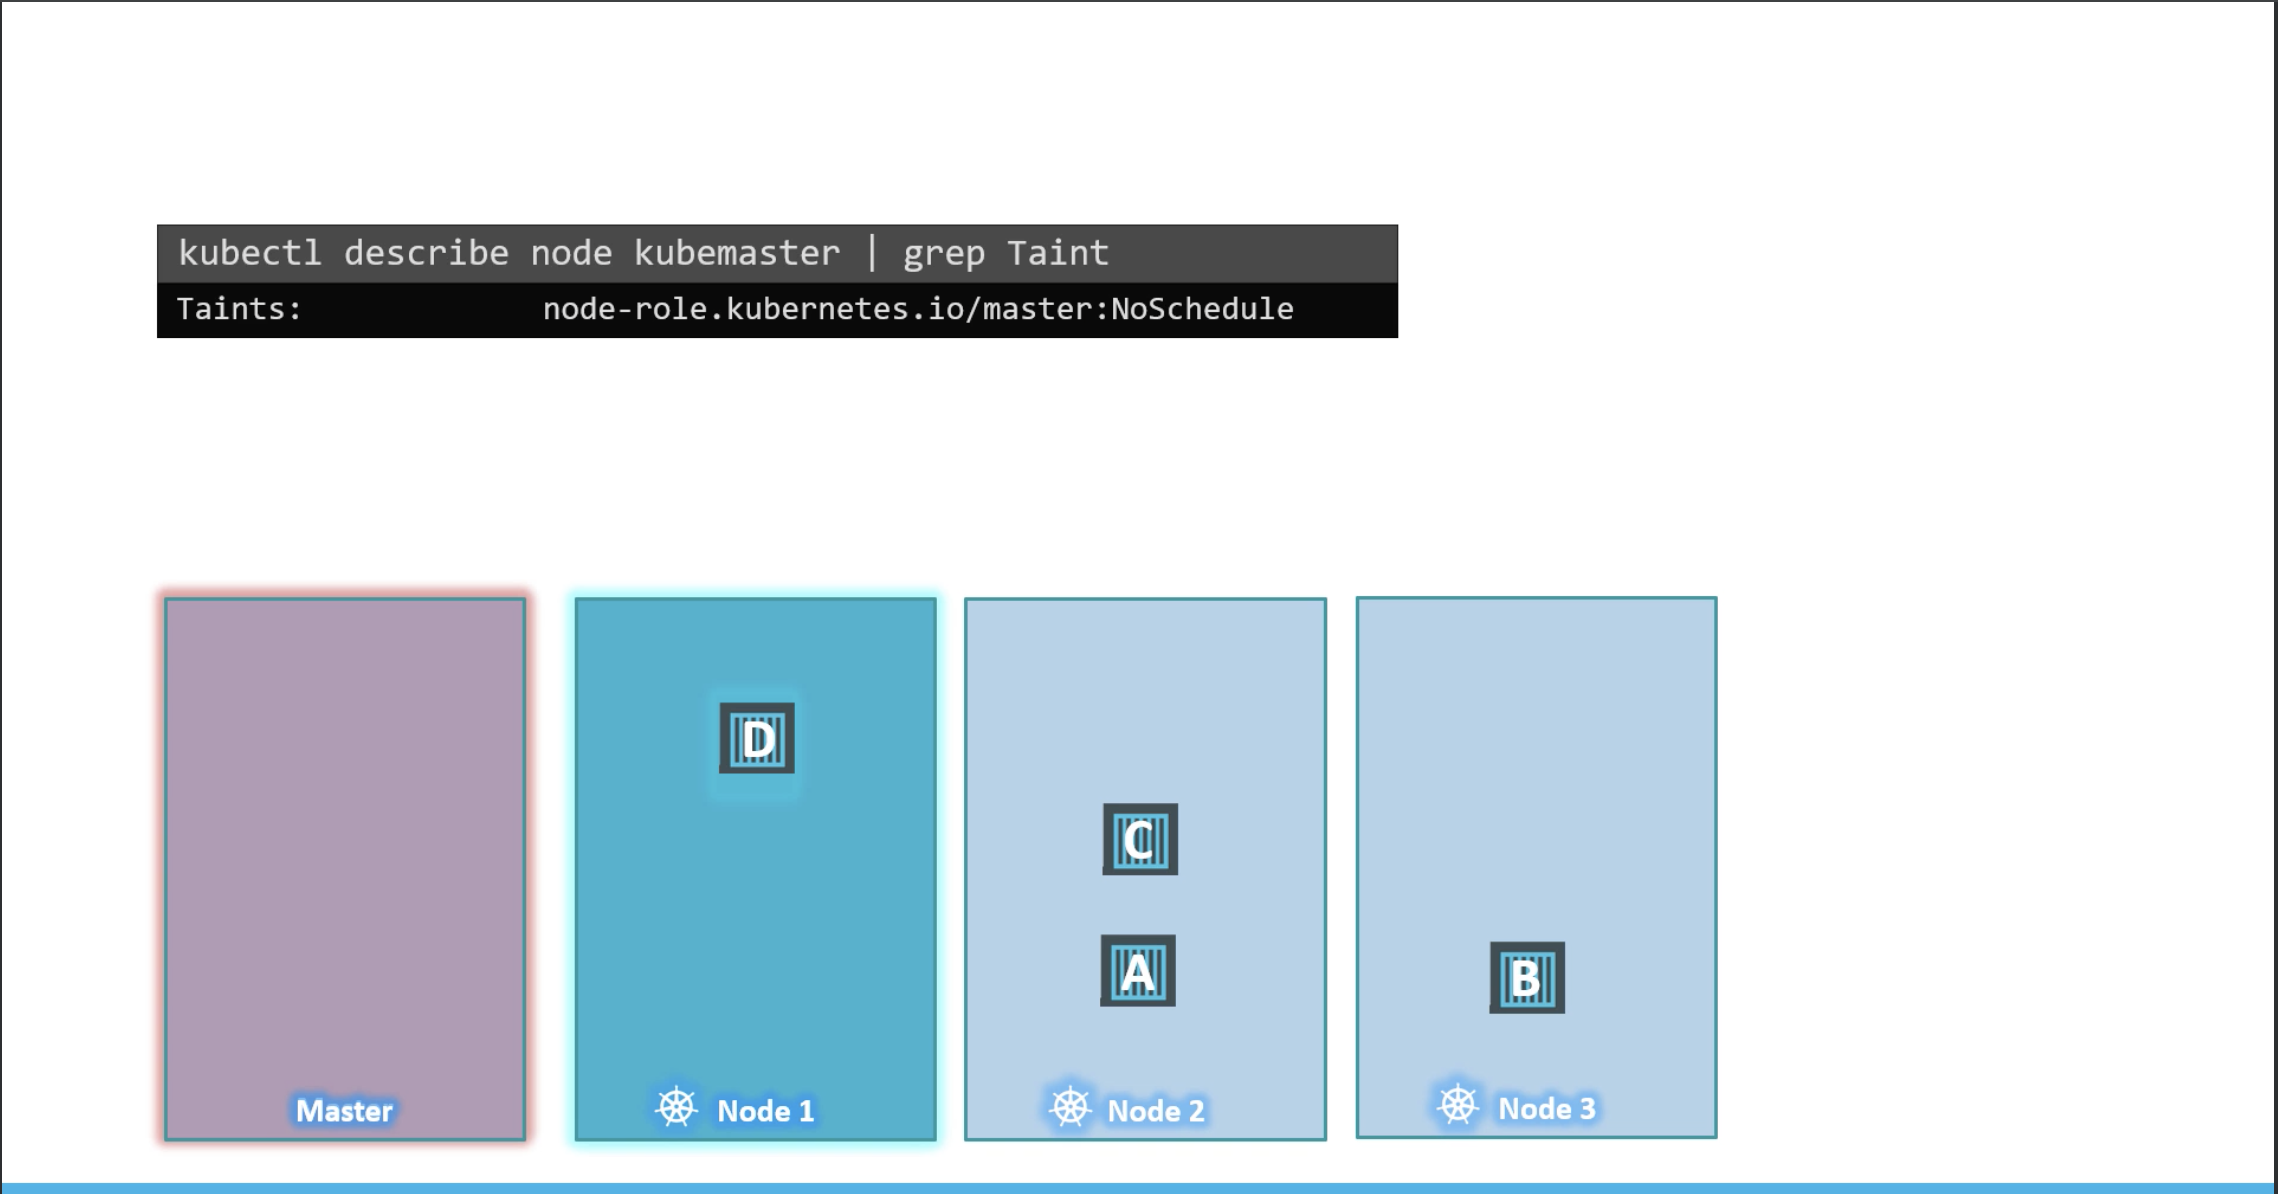 kubectl describe node kubemaster | grep Taint
Taints: node-role.kubernetes.io/master:NoSchedule
D
C
A
B
Master
Node 1
Node 2
Node 3